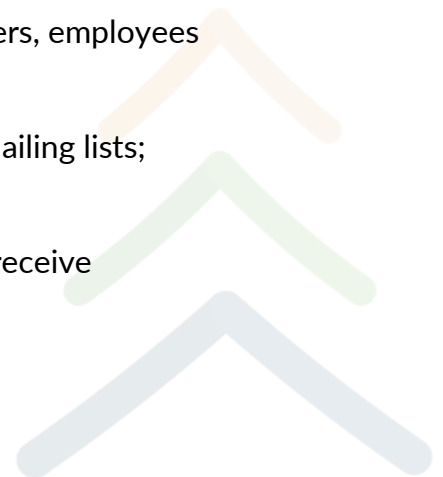 ers, employees
ailing lists;
receive